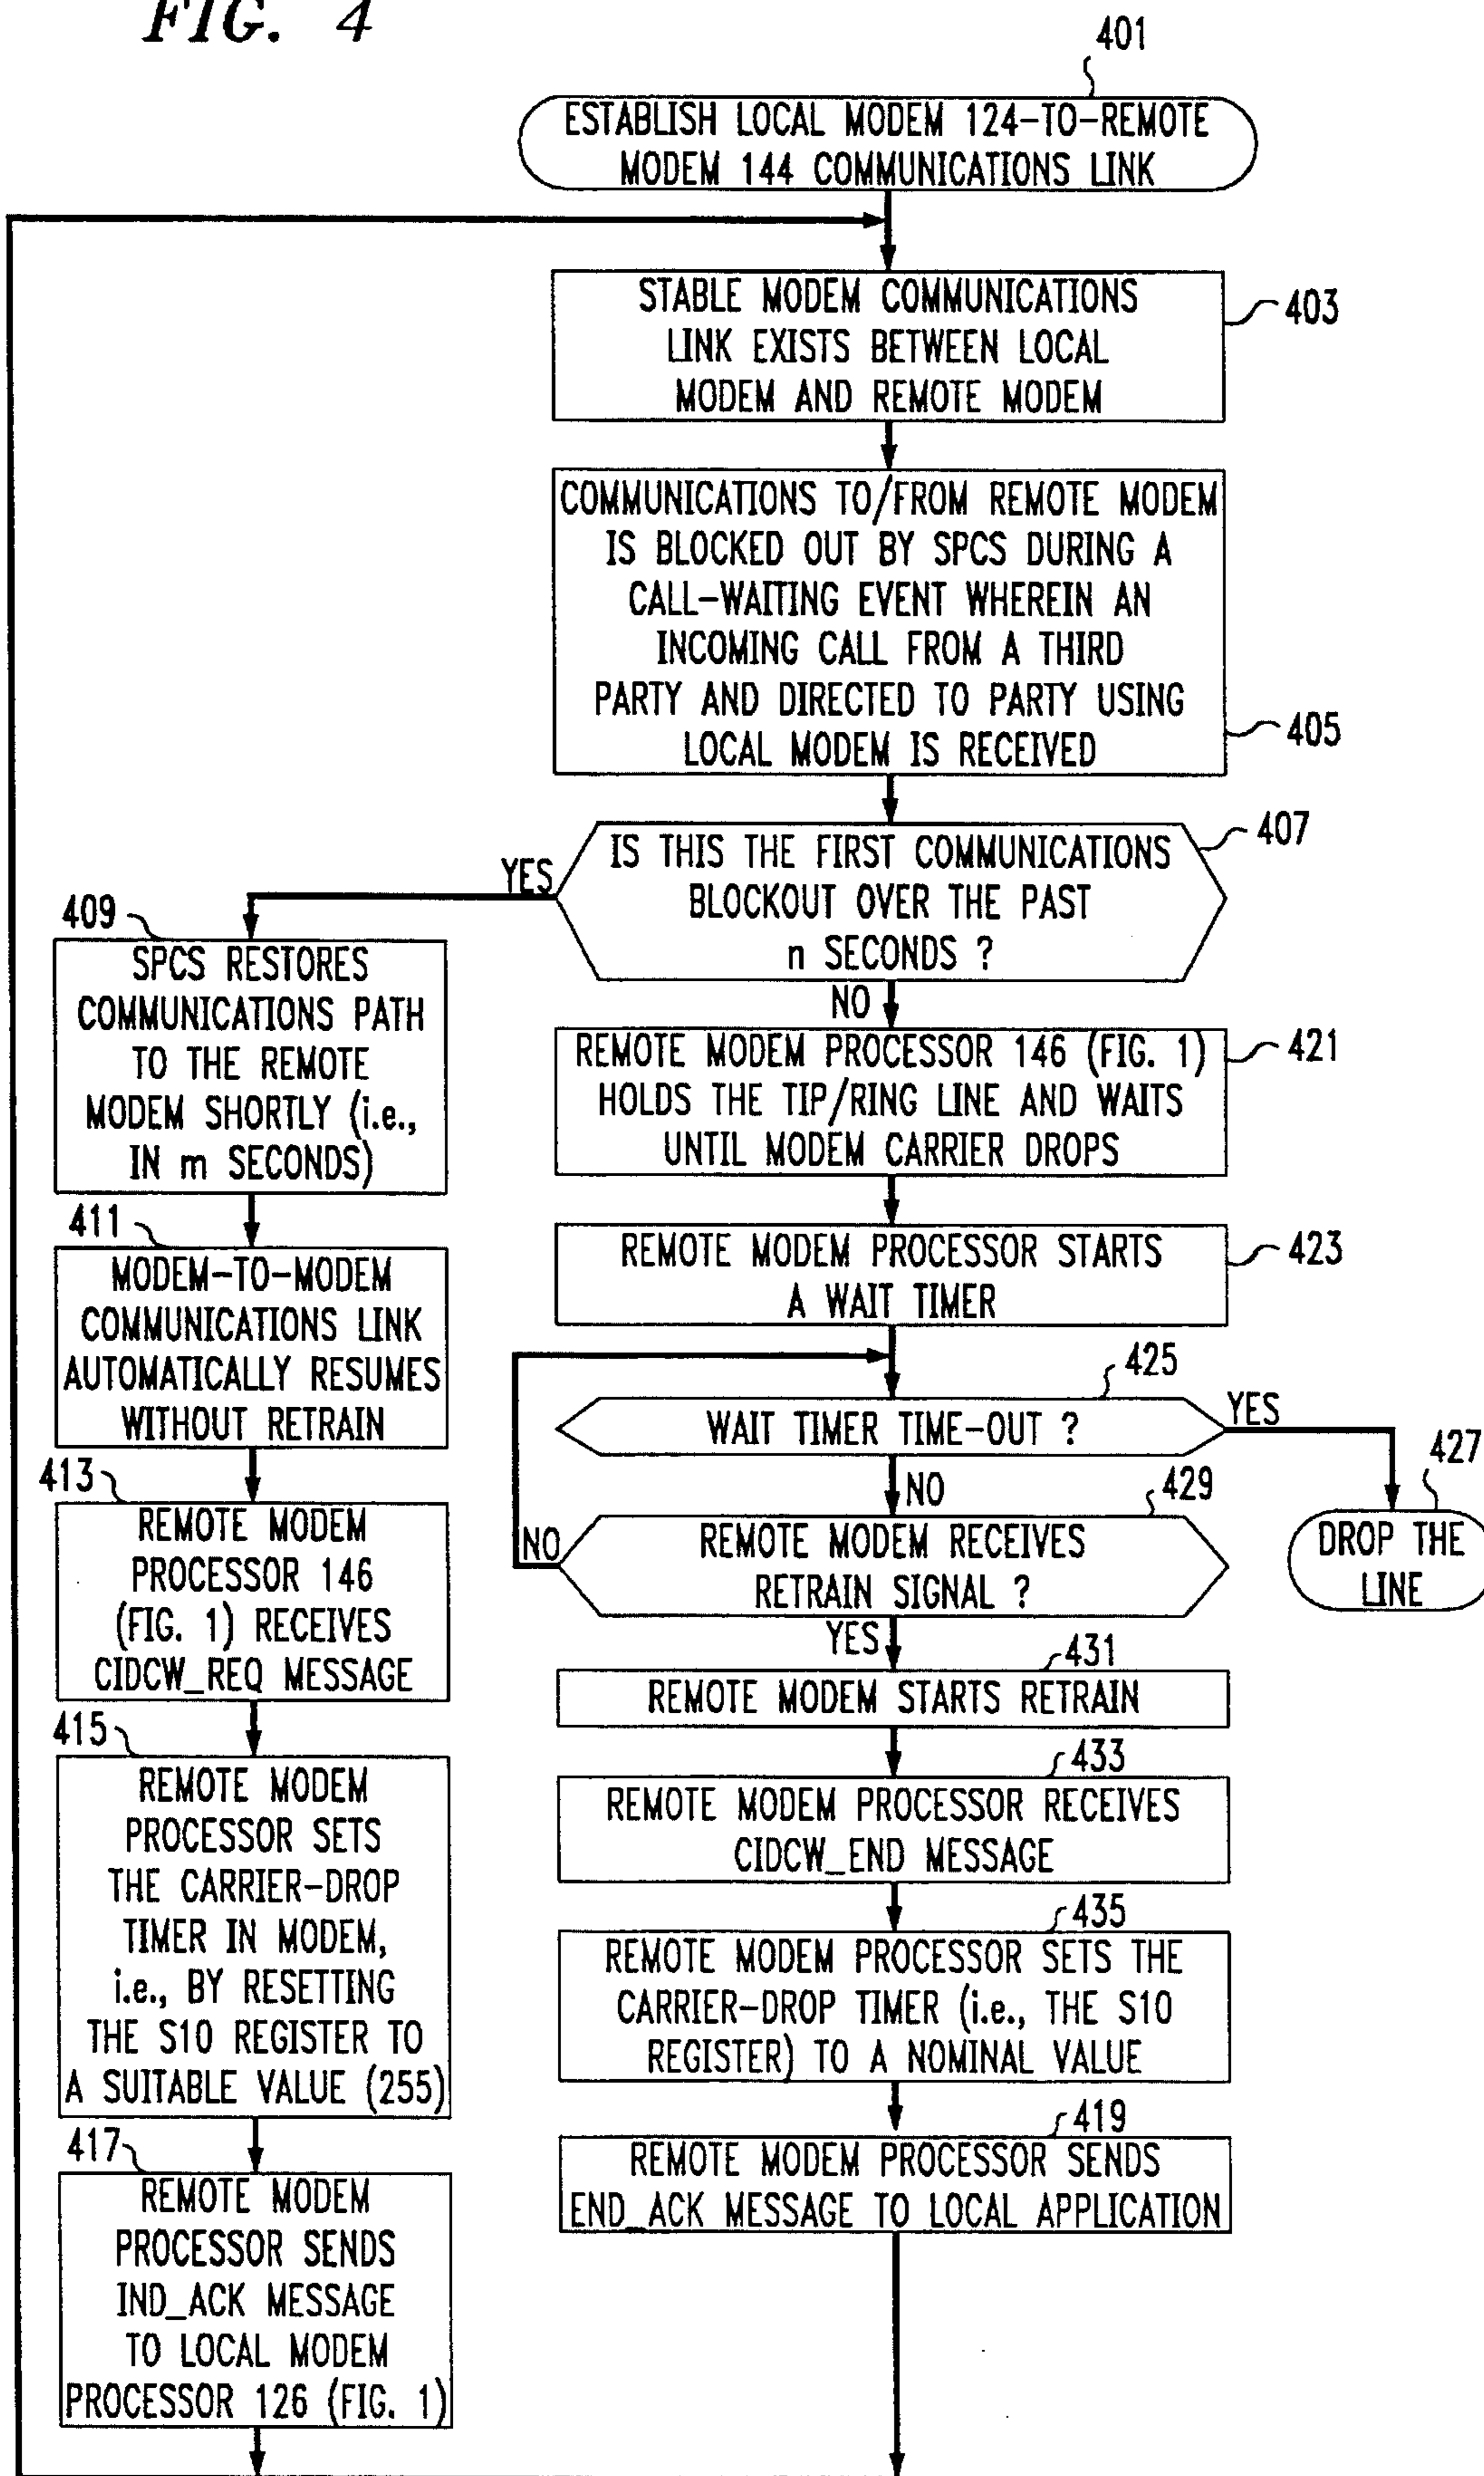 FIG. 4
401
ESTABLISH LOCAL MODEM 124-TO-REMOTE
MODEM 144 COMMUNICATIONS LINK
STABLE MODEM COMMUNICATIONS
LINK EXISTS BETWEEN LOCAL
MODEM AND REMOTE MODEM
403
COMMUNICATIONS TO/FROM REMOTE MODEM
IS BLOCKED OUT BY SPCS DURING A
CALL-WAITING EVENT WHEREIN AN
INCOMING CALL FROM A THIRD
PARTY AND DIRECTED TO PARTY USING
LOCAL MODEM IS RECEIVED
405
407
IS THIS THE FIRST COMMUNICATIONS
BLOCKOUT OVER THE PAST
n SECONDS ?
YES
NO
409
SPCS RESTORES
COMMUNICATIONS PATH
TO THE REMOTE
MODEM SHORTLY (i.e.,
IN m SECONDS)
411
MODEM-TO-MODEM
COMMUNICATIONS LINK
AUTOMATICALLY RESUMES
WITHOUT RETRAIN
413
REMOTE MODEM
PROCESSOR 146
(FIG. 1) RECEIVES
CIDCW_REQ MESSAGE
415
REMOTE MODEM
PROCESSOR SETS
THE CARRIER-DROP
TIMER IN MODEM,
i.e., BY RESETTING
THE S10 REGISTER TO
A SUITABLE VALUE (255)
417
REMOTE MODEM
PROCESSOR SENDS
IND_ACK MESSAGE
TO LOCAL MODEM
PROCESSOR 126 (FIG. 1)
REMOTE MODEM PROCESSOR 146 (FIG. 1)
HOLDS THE TIP/RING LINE AND WAITS
UNTIL MODEM CARRIER DROPS
421
REMOTE MODEM PROCESSOR STARTS
A WAIT TIMER
423
425
WAIT TIMER TIME-OUT ?
YES
427
DROP THE
LINE
NO
429
REMOTE MODEM RECEIVES
RETRAIN SIGNAL ?
NO
YES
431
REMOTE MODEM STARTS RETRAIN
433
REMOTE MODEM PROCESSOR RECEIVES
CIDCW_END MESSAGE
435
REMOTE MODEM PROCESSOR SETS THE
CARRIER-DROP TIMER (i.e., THE S10
REGISTER) TO A NOMINAL VALUE
419
REMOTE MODEM PROCESSOR SENDS
END_ACK MESSAGE TO LOCAL APPLICATION